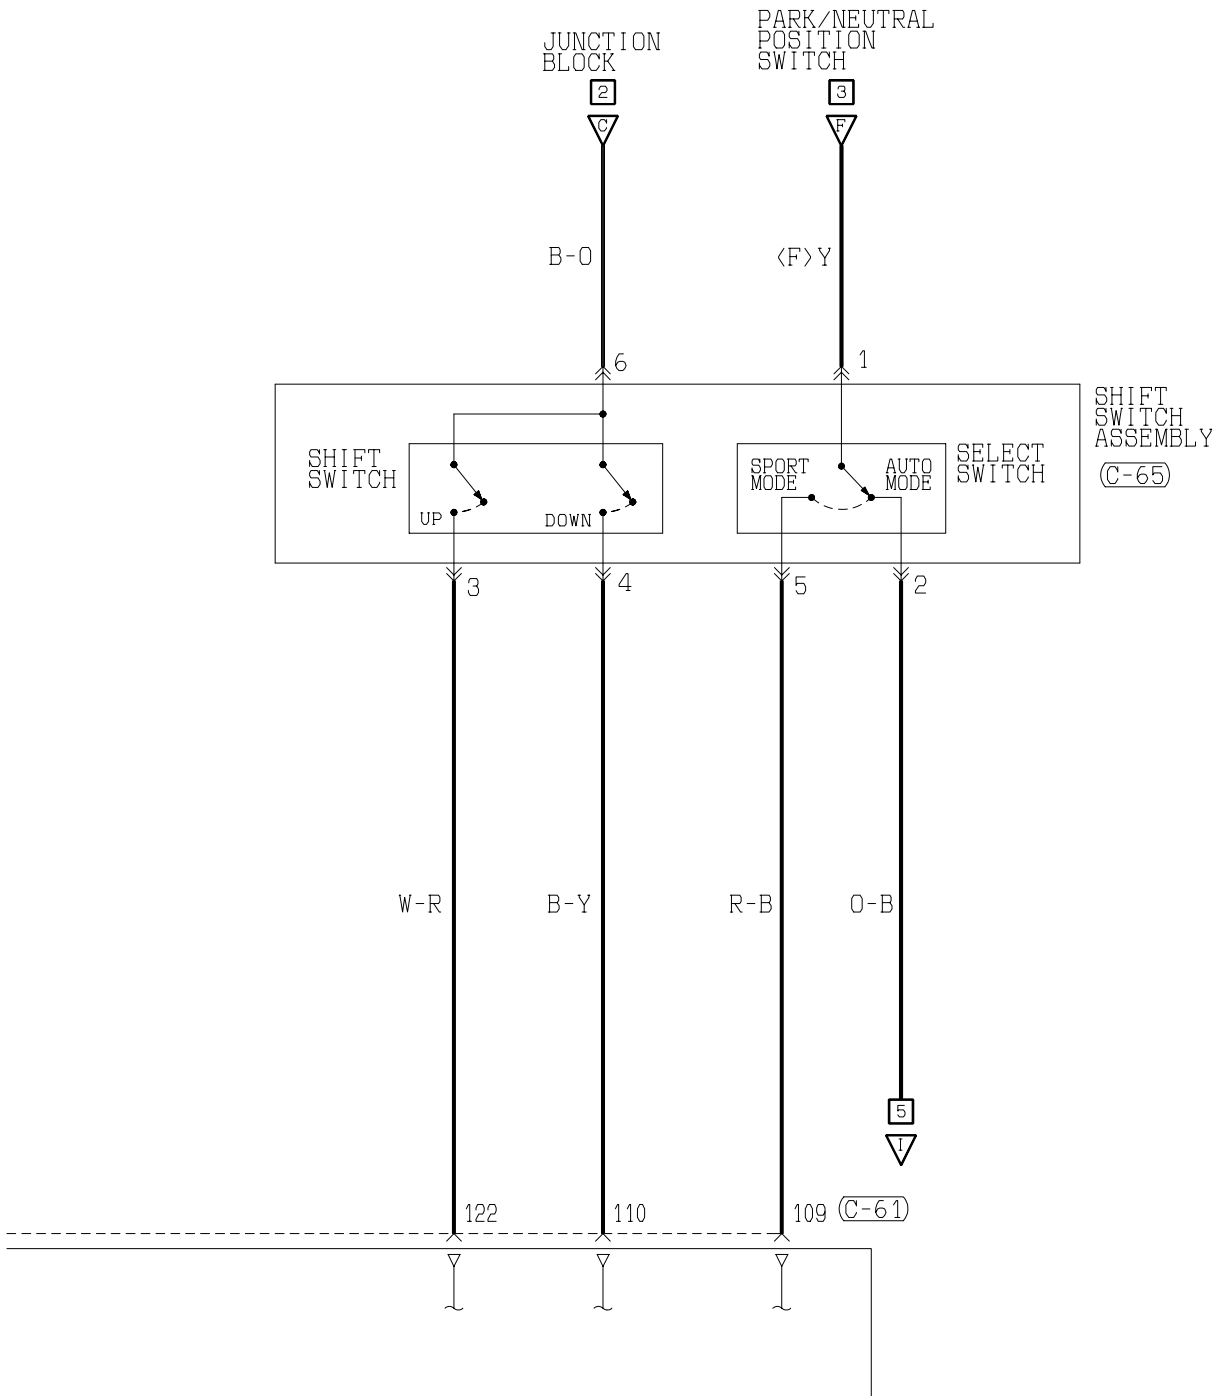 JUNCTION
BLOCK
2
C
PARK/NEUTRAL
POSITION
SWITCH
3
F
B-O
<F>Y
6
1
SHIFT
SWITCH
ASSEMBLY
C-65
SHIFT
SWITCH
UP
DOWN
SPORT
MODE
AUTO
MODE
SELECT
SWITCH
3
4
5
2
W-R
B-Y
R-B
O-B
5
I
122
110
109
C-61